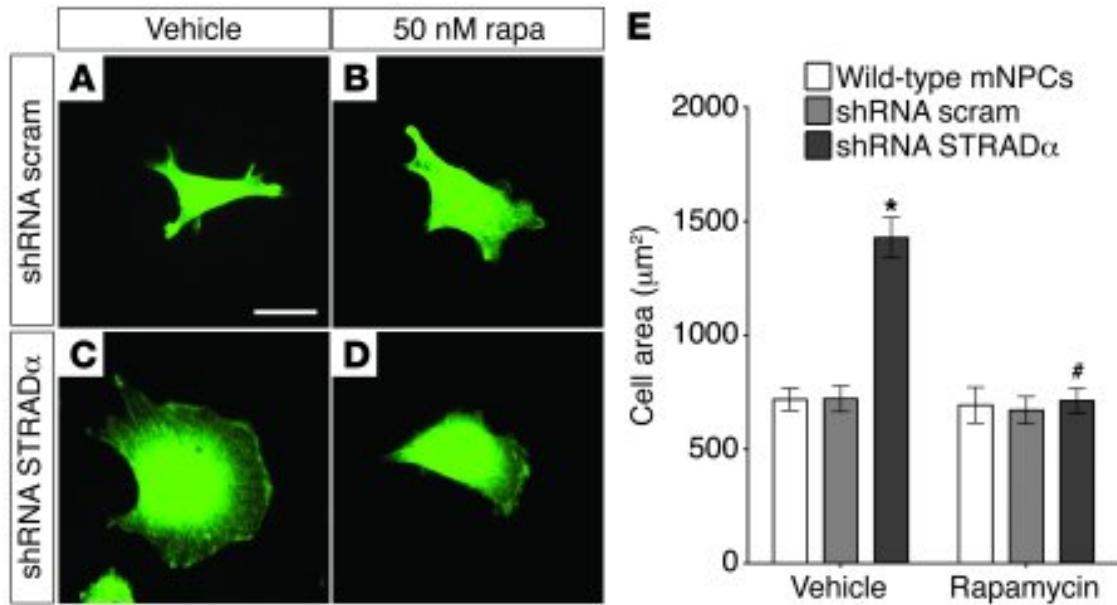 Vehicle
50 nM rapa
shRNA scram
A
B
shRNA STRADα
C
D
E
Wild-type mNPCs
shRNA scram
shRNA STRADα
Cell area (μm²)
2000
1500
1000
500
0
*
#
Vehicle
Rapamycin